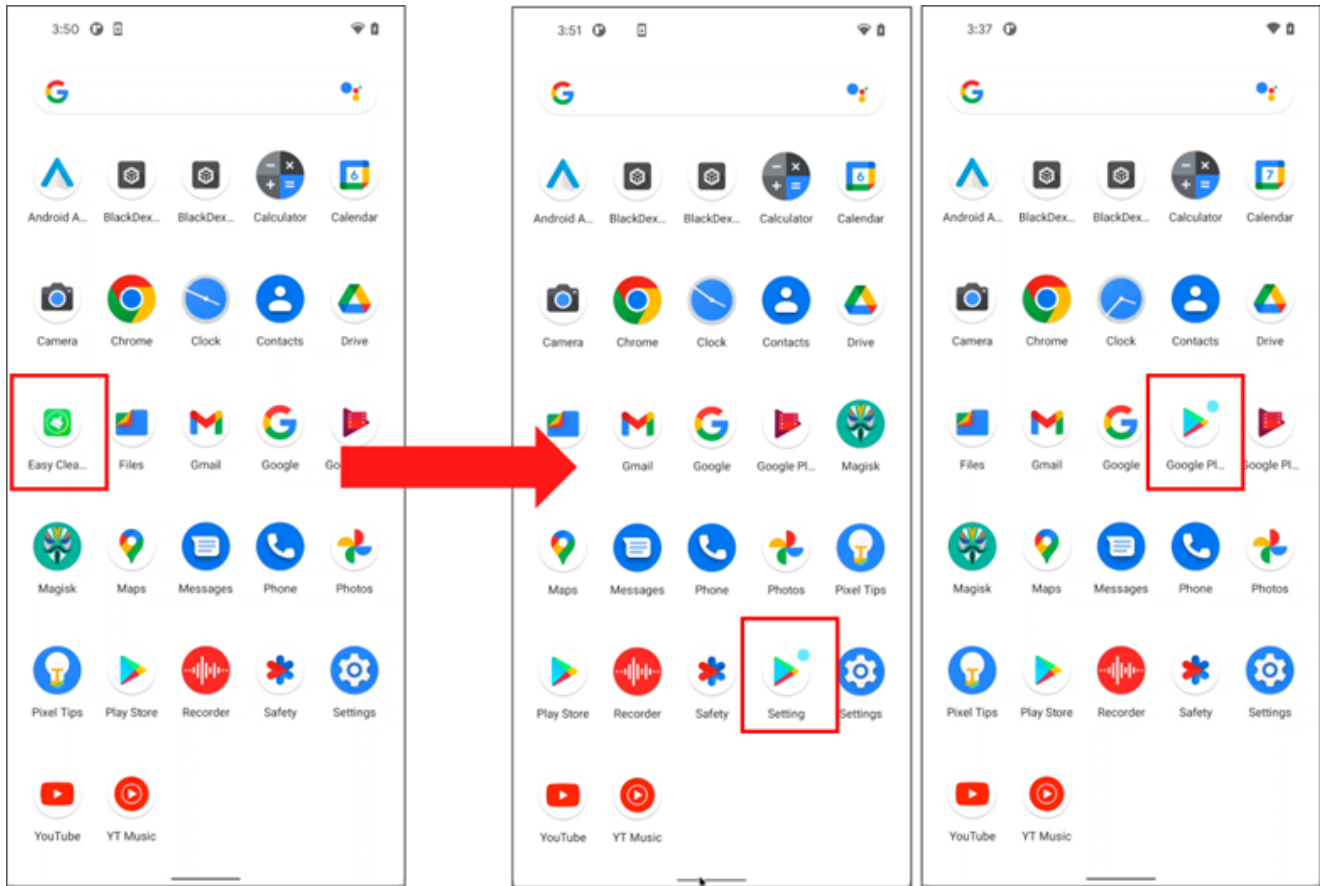 3:50
Android A...
BlackDex...
BlackDex...
Calculator
Calendar
6
Camera
Chrome
Clock
Contacts
Drive
Easy Clea...
Files
Gmail
Google
Go
Magisk
Maps
Messages
Phone
Photos
Pixel Tips
Play Store
Recorder
Safety
Settings
YouTube
YT Music
3:51
Android A...
BlackDex...
BlackDex...
Calculator
Calendar
6
Camera
Chrome
Clock
Contacts
Drive
Gmail
Google
Google Pl...
Magisk
Maps
Messages
Phone
Photos
Pixel Tips
Play Store
Recorder
Safety
Setting
Settings
YouTube
YT Music
3:37
Android A...
BlackDex...
BlackDex...
Calculator
Calendar
7
Camera
Chrome
Clock
Contacts
Drive
Files
Gmail
Google
Google Pl...
Google Pl...
Magisk
Maps
Messages
Phone
Photos
Pixel Tips
Play Store
Recorder
Safety
Settings
YouTube
YT Music